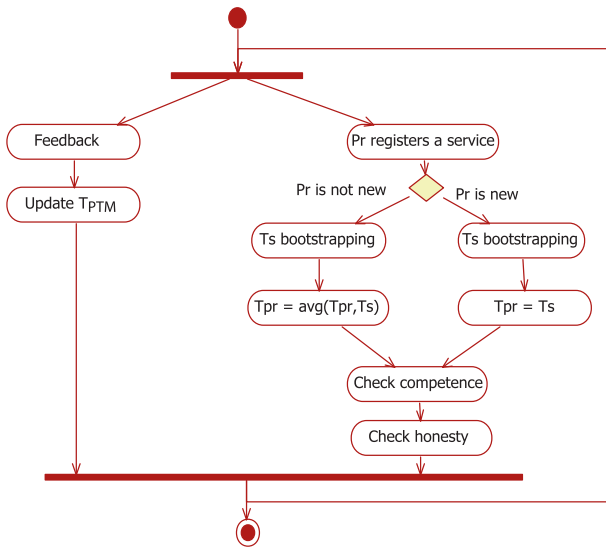 Feedback
Pr registers a service
Update TPTM
Pr is not new
Pr is new
Ts bootstrapping
Ts bootstrapping
Tpr = avg(Tpr,Ts)
Tpr = Ts
Check competence
Check honesty